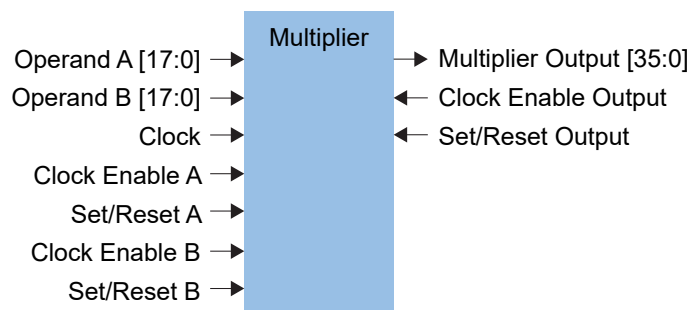 Multiplier
Operand A [17:0]
Operand B [17:0]
Clock
Clock Enable A
Set/Reset A
Clock Enable B
Set/Reset B
Multiplier Output [35:0]
Clock Enable Output
Set/Reset Output